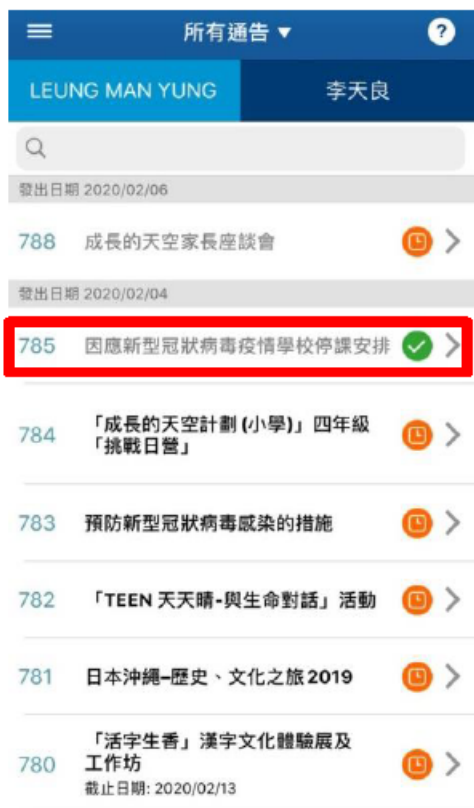 所有通告 ▼
?
LEUNG MAN YUNG
李天良
發出日期 2020/02/06
788 成長的天空家長座談會
發出日期 2020/02/04
785 因應新型冠狀病毒疫情學校停課安排
784 「成長的天空計劃 (小學)」四年級
「挑戰日營」
783 預防新型冠狀病毒感染的措施
782 「TEEN 天天晴-與生命對話」活動
781 日本沖繩–歷史、文化之旅 2019
780 「活字生香」漢字文化體驗展及
工作坊
截止日期: 2020/02/13